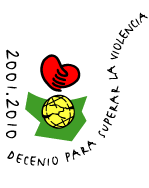 2001.2010
DECENIO PARA SUPERAR LA VIOLENCIA